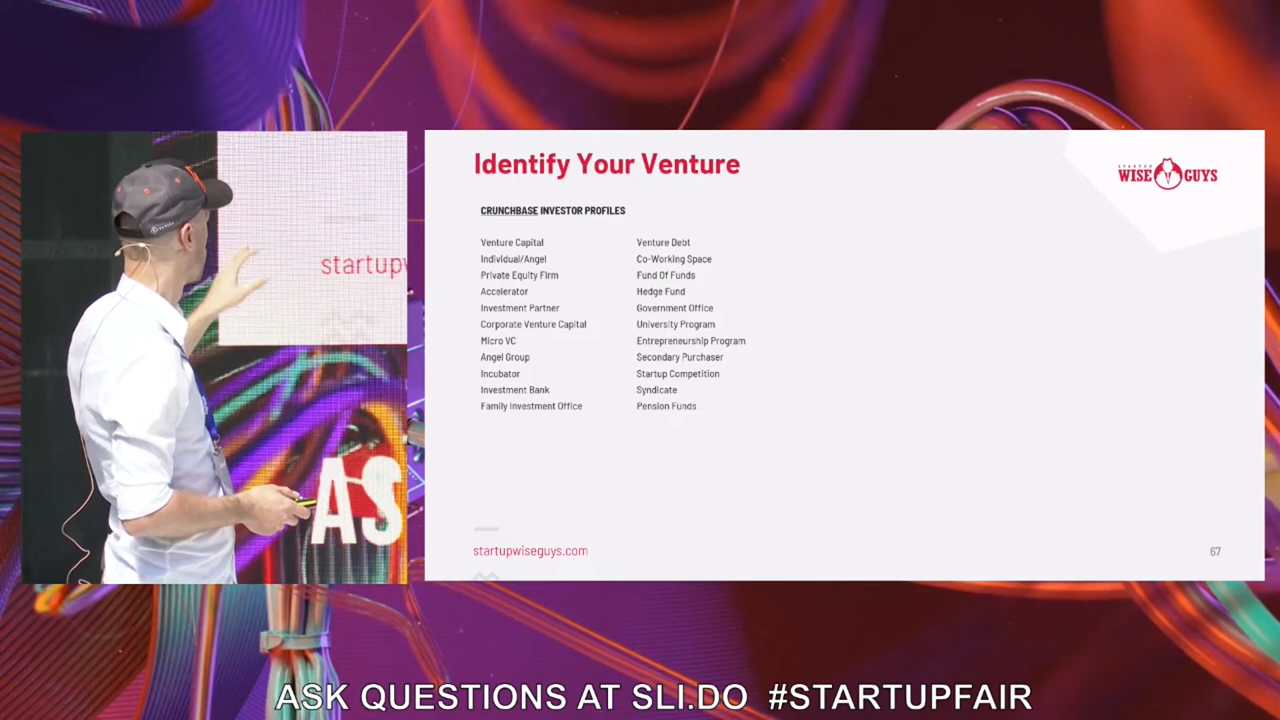 Identify Your Venture
STARTUP
WISE GUYS
CRUNCHBASE INVESTOR PROFILES
Venture Capital
Individual/Angel
Private Equity Firm
Accelerator
Investment Partner
Corporate Venture Capital
Micro VC
Angel Group
Incubator
Investment Bank
Family Investment Office
Venture Debt
Co-Working Space
Fund Of Funds
Hedge Fund
Government Office
University Program
Entrepreneurship Program
Secondary Purchaser
Startup Competition
Syndicate
Pension Funds
startupwiseguys.com
67
startupw
AS
ASK QUESTIONS AT SLI.DO #STARTUPFAIR